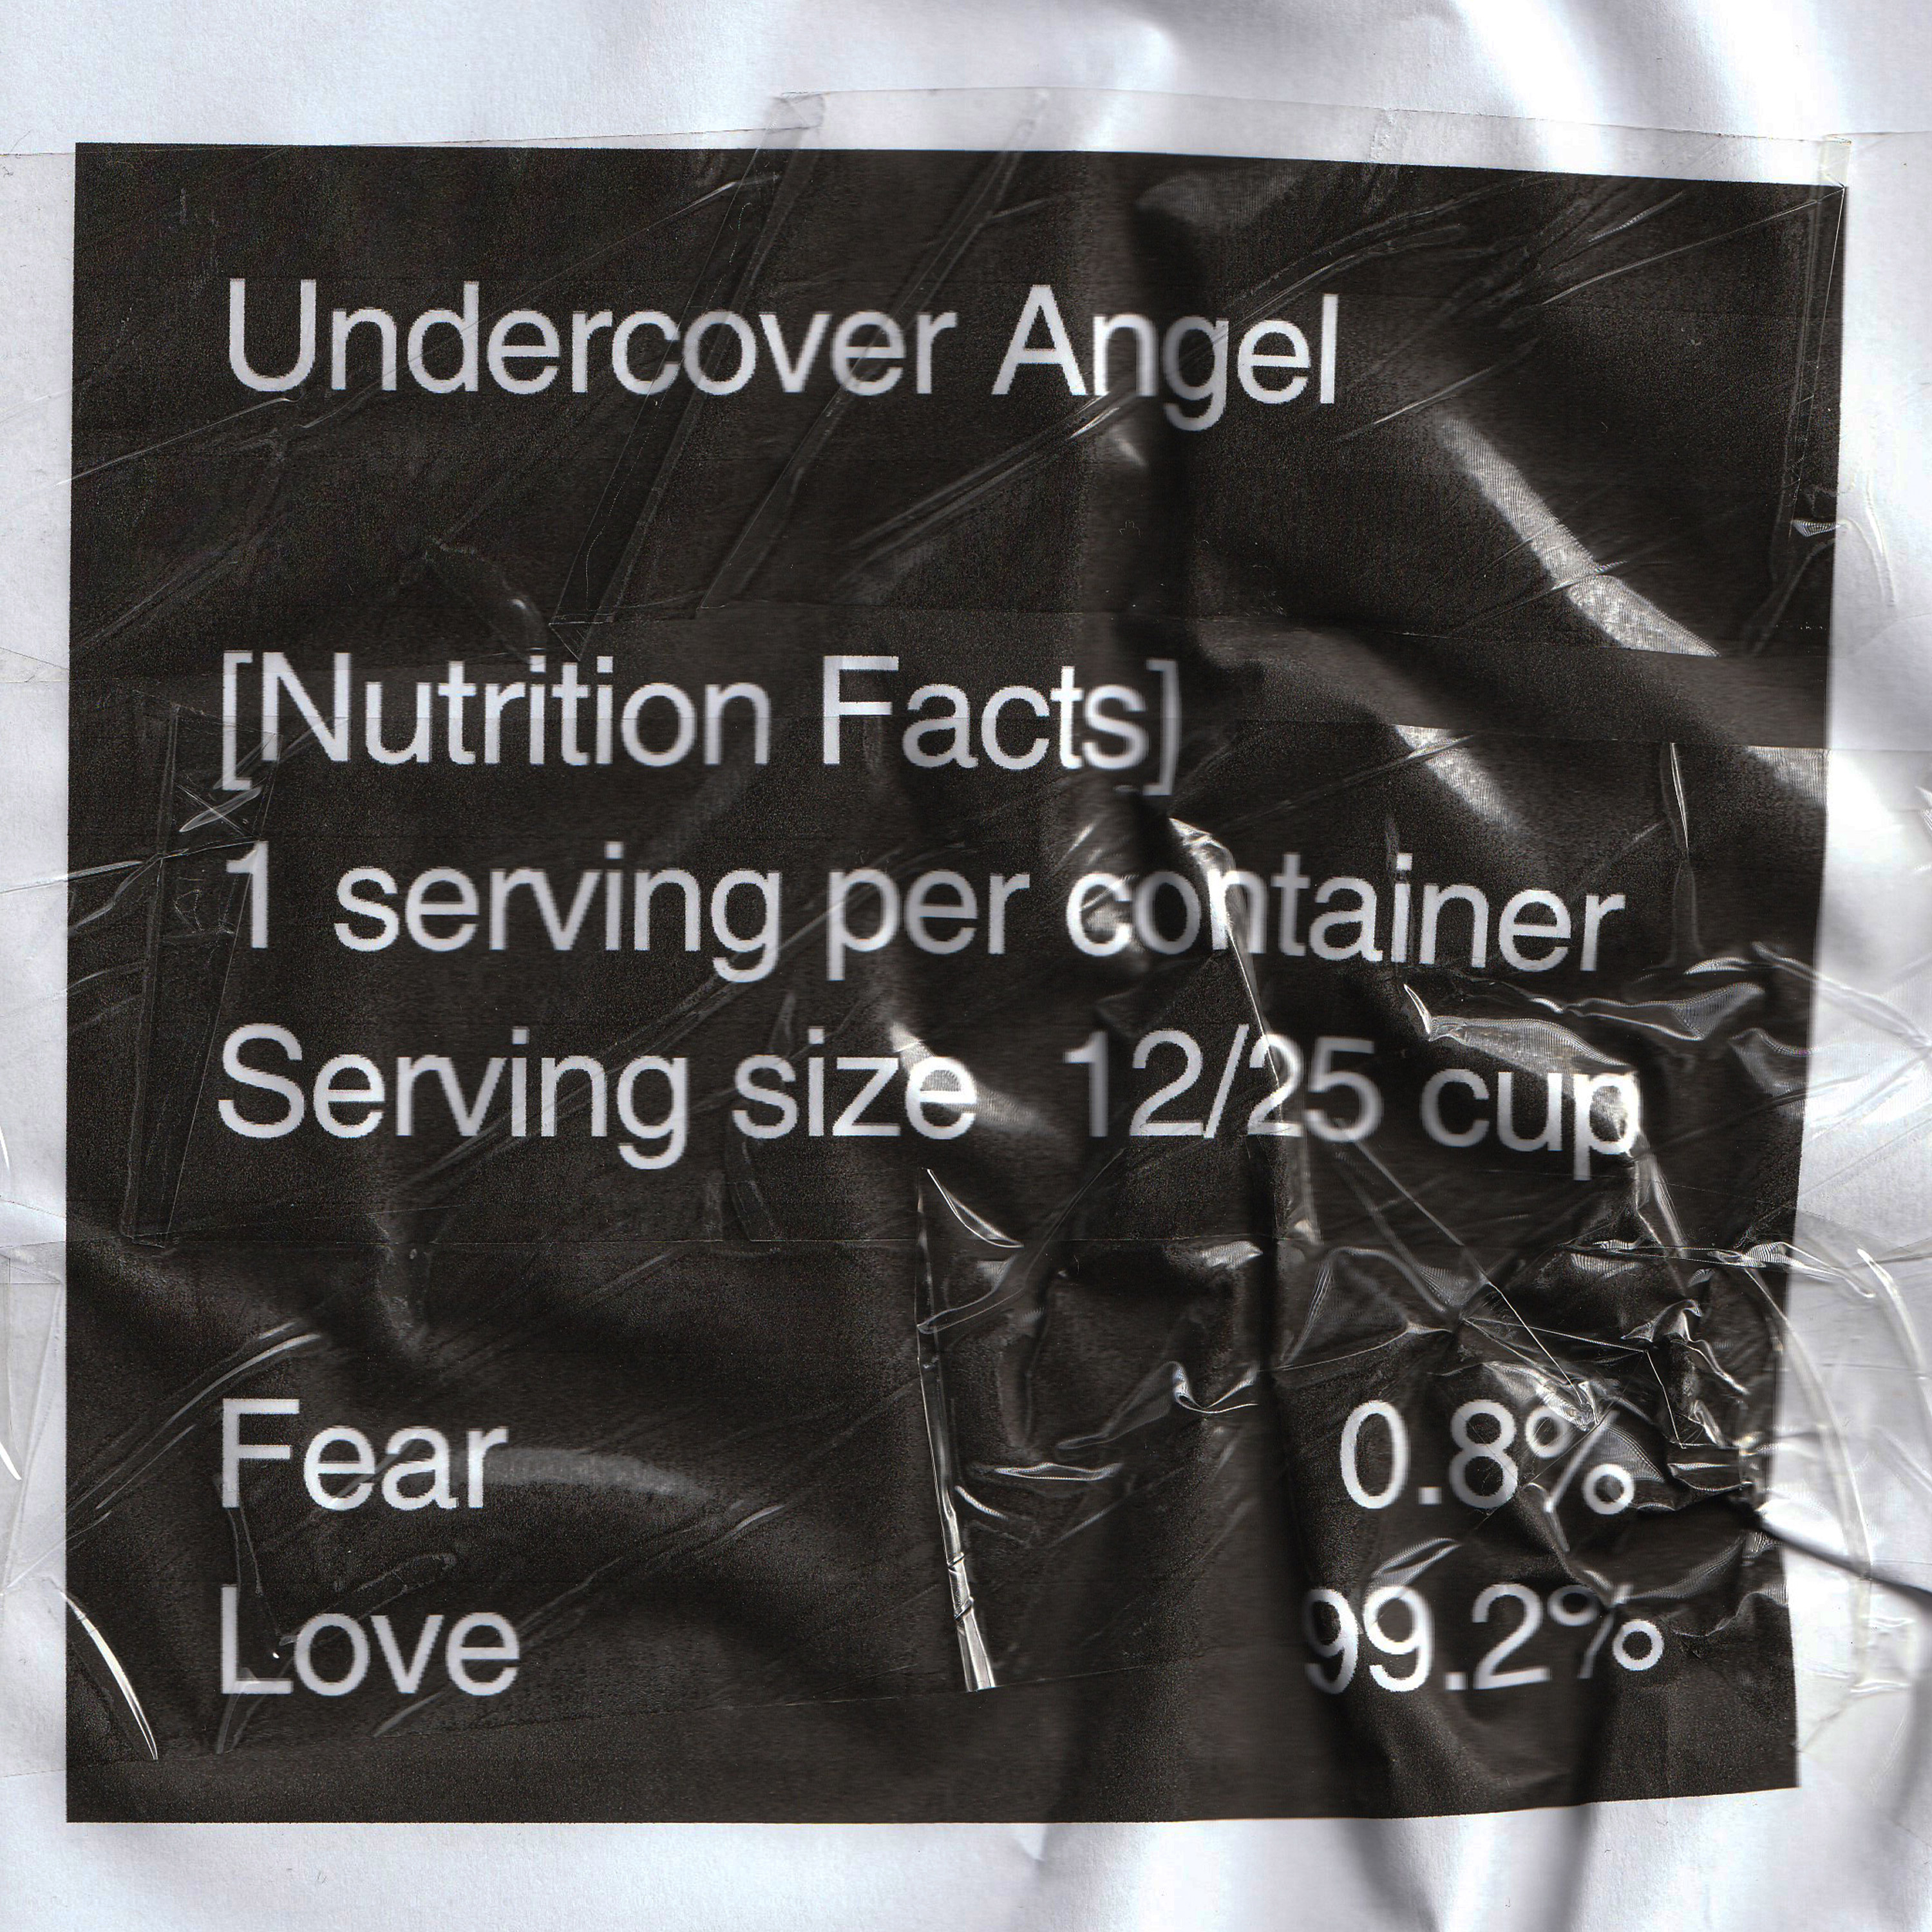 Undercover Angel
[Nutrition Facts]
1 serving per container
Serving size 12/25 cup
Fear 0.8%
Love 99.2%